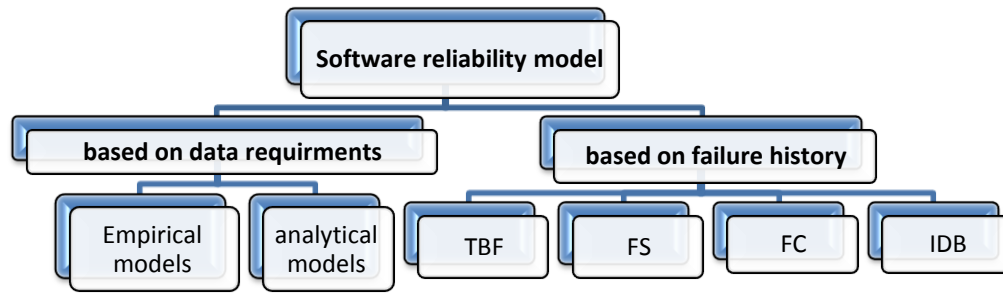 Software reliability model
based on data requirments
based on failure history
Empirical
models
analytical
models
TBF
FS
FC
IDB